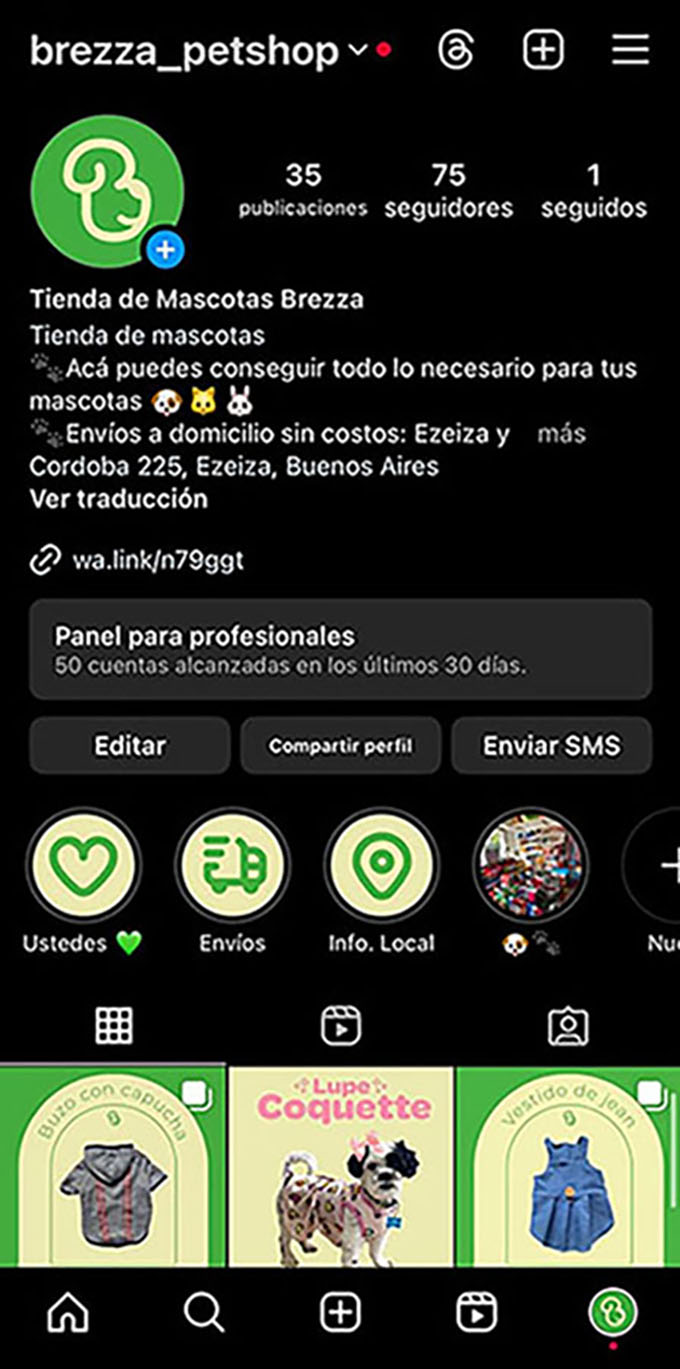 brezza_petshop
35 75 1
publicaciones seguidores seguidos
Tienda de Mascotas Brezza
Tienda de mascotas
🐾Acá puedes conseguir todo lo necesario para tus
mascotas 🐶 🐱 🐰
🐾Envíos a domicilio sin costos: Ezeiza y más
Cordoba 225, Ezeiza, Buenos Aires
Ver traducción
wa.link/n79ggt
Panel para profesionales
50 cuentas alcanzadas en los últimos 30 días.
Editar Compartir perfil Enviar SMS
Ustedes 💚 Envíos Info. Local 🐶🐾 Nue
Buzo con capucha
Lupe
Coquette
Vestido de jean